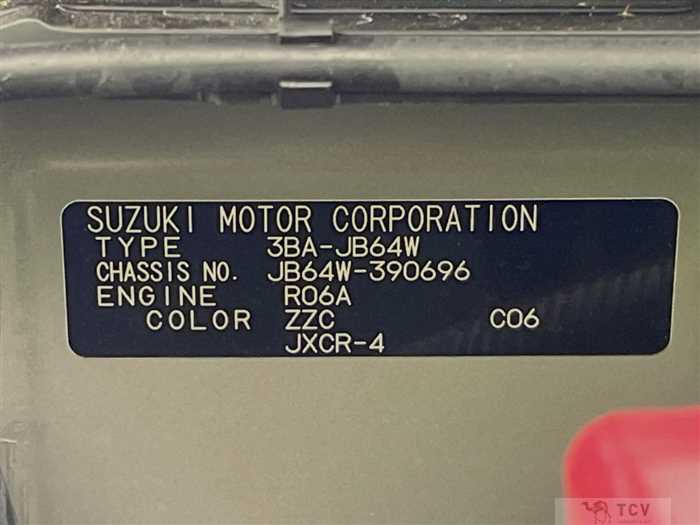 SUZUKI MOTOR CORPORATION
TYPE 3BA-JB64W
CHASSIS NO. JB64W-390696
ENGINE R06A
COLOR ZZC C06
JXCR-4
TCV